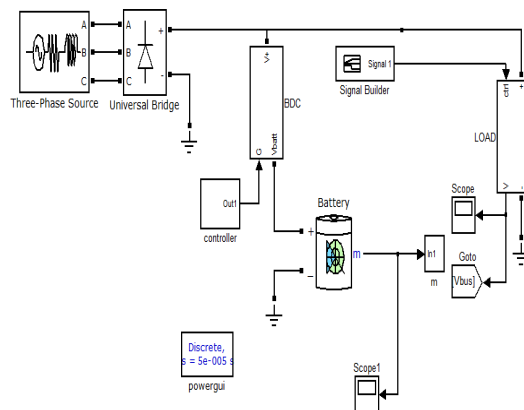 A
A
B
B
C
C
+
-
Three-Phase Source
Universal Bridge
V+
BDC
G
Vbatt
Signal 1
Signal Builder
ctrl
+
LOAD
V
-
Scope
Out1
controller
Battery
+
m
-
In1
m
Goto
[Vbus]
Discrete,
s = 5e-005 s
powergui
Scope1